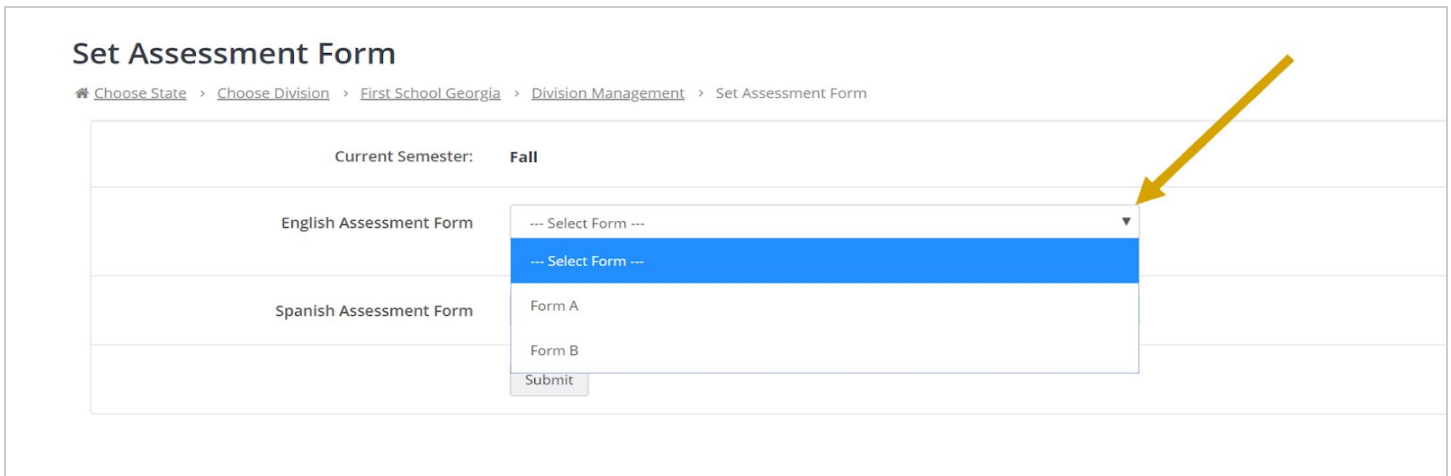 Set Assessment Form
Choose State › Choose Division › First School Georgia › Division Management › Set Assessment Form
Current Semester: Fall
English Assessment Form --- Select Form --- ▼
--- Select Form ---
Form A
Spanish Assessment Form
Form B
Submit